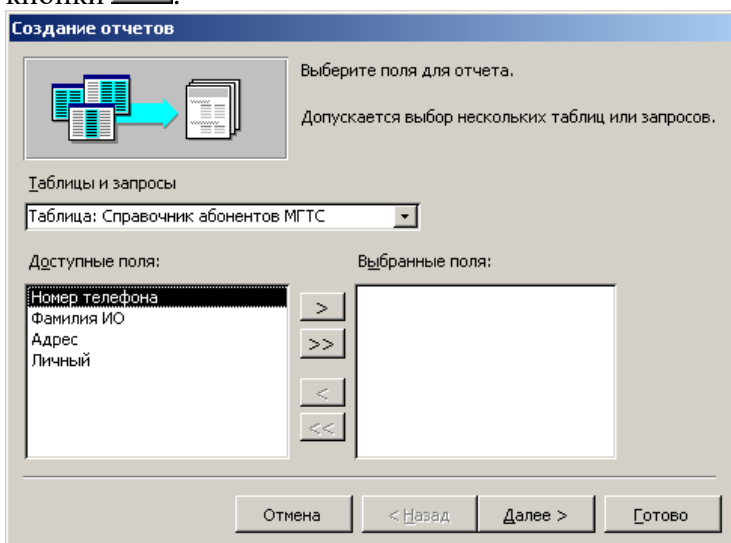 кнопки .
Создание отчетов
Выберите поля для отчета.
Допускается выбор нескольких таблиц или запросов.
Таблицы и запросы
Таблица: Справочник абонентов МГТС
Доступные поля:
Выбранные поля:
Номер телефона
Фамилия ИО
Адрес
Личный
>
>>
<
<<
Отмена
< Назад
Далее >
Готово